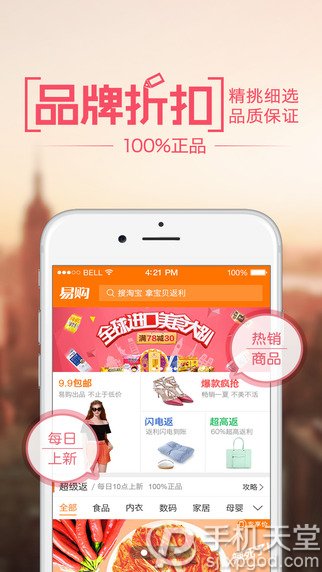 品牌折扣
精挑细选
品质保证
100%正品
BELL
4:21 PM
100%
易购
搜淘宝 拿宝贝返利
全球进口美食大趴
满78减30
热销
商品
9.9包邮
易购出品 不止于低价
爆款疯抢
特销一夏 不美不活
每日
上新
闪电返
返利闪电到账
超高返
60%超高返利
超级返
每日10点上新
100%正品
攻略>
全部
食品
内衣
数码
家居
母婴
手机天堂
sjxpgod.com